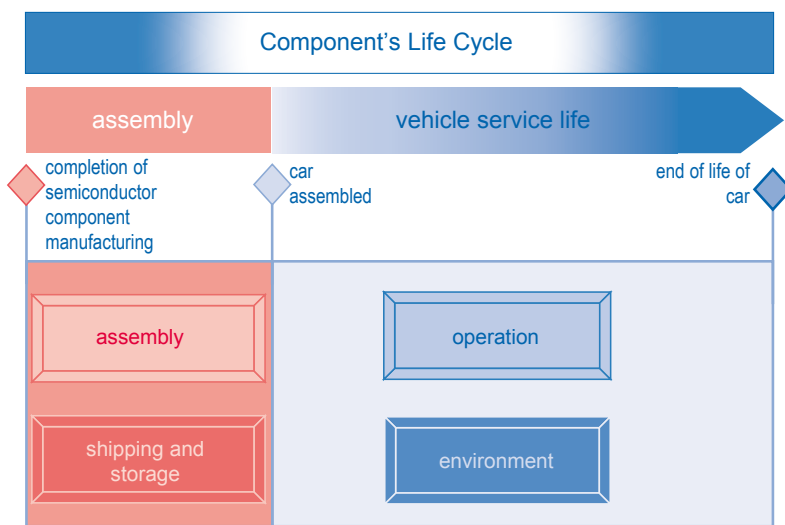 Component’s Life Cycle
assembly
vehicle service life
completion of
semiconductor
component
manufacturing
car
assembled
end of life of
car
assembly
operation
shipping and
storage
environment